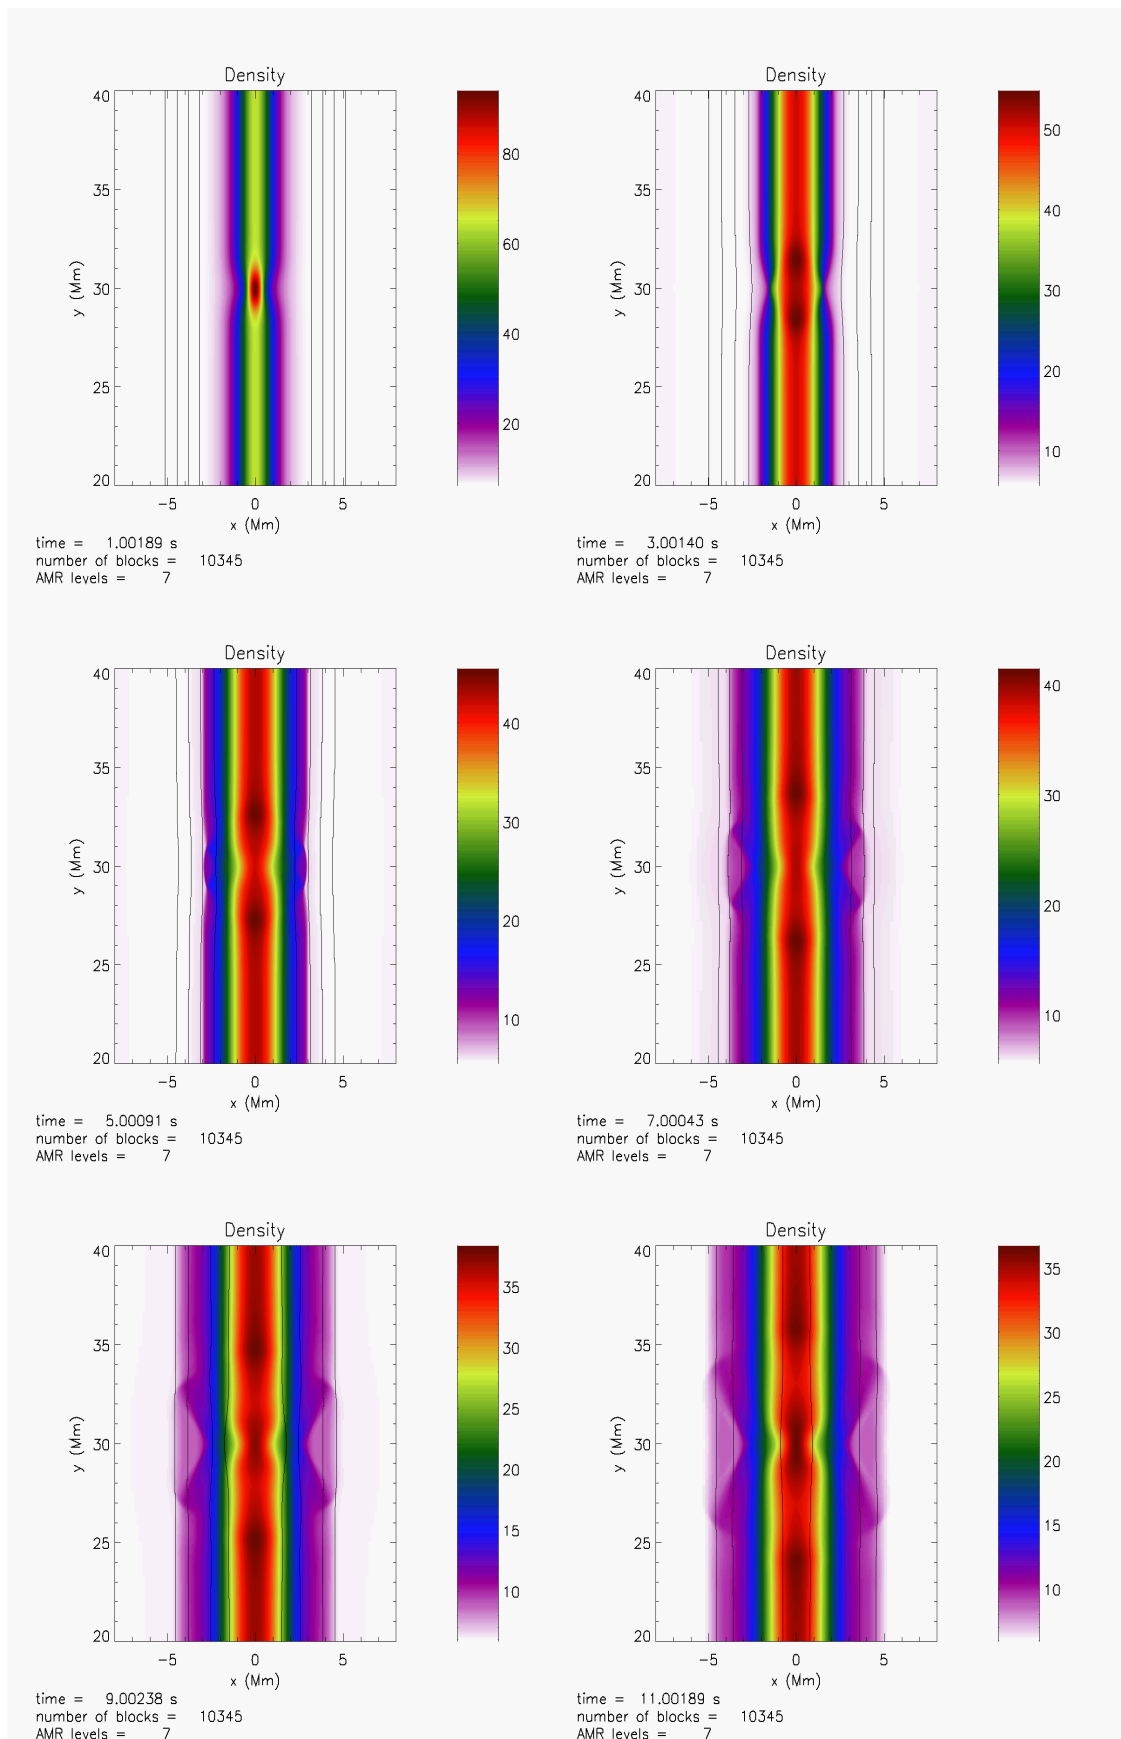 Density
40
35
30
25
20
y (Mm)
-5 0 5
x (Mm)
80
60
40
20
time = 1.00189 s
number of blocks = 10345
AMR levels = 7
Density
40
35
30
25
20
y (Mm)
-5 0 5
x (Mm)
50
40
30
20
10
time = 3.00140 s
number of blocks = 10345
AMR levels = 7
Density
40
35
30
25
20
y (Mm)
-5 0 5
x (Mm)
40
30
20
10
time = 5.00091 s
number of blocks = 10345
AMR levels = 7
Density
40
35
30
25
20
y (Mm)
-5 0 5
x (Mm)
40
30
20
10
time = 7.00043 s
number of blocks = 10345
AMR levels = 7
Density
40
35
30
25
20
y (Mm)
-5 0 5
x (Mm)
35
30
25
20
15
10
time = 9.00238 s
number of blocks = 10345
AMR levels = 7
Density
40
35
30
25
20
y (Mm)
-5 0 5
x (Mm)
35
30
25
20
15
10
time = 11.00189 s
number of blocks = 10345
AMR levels = 7